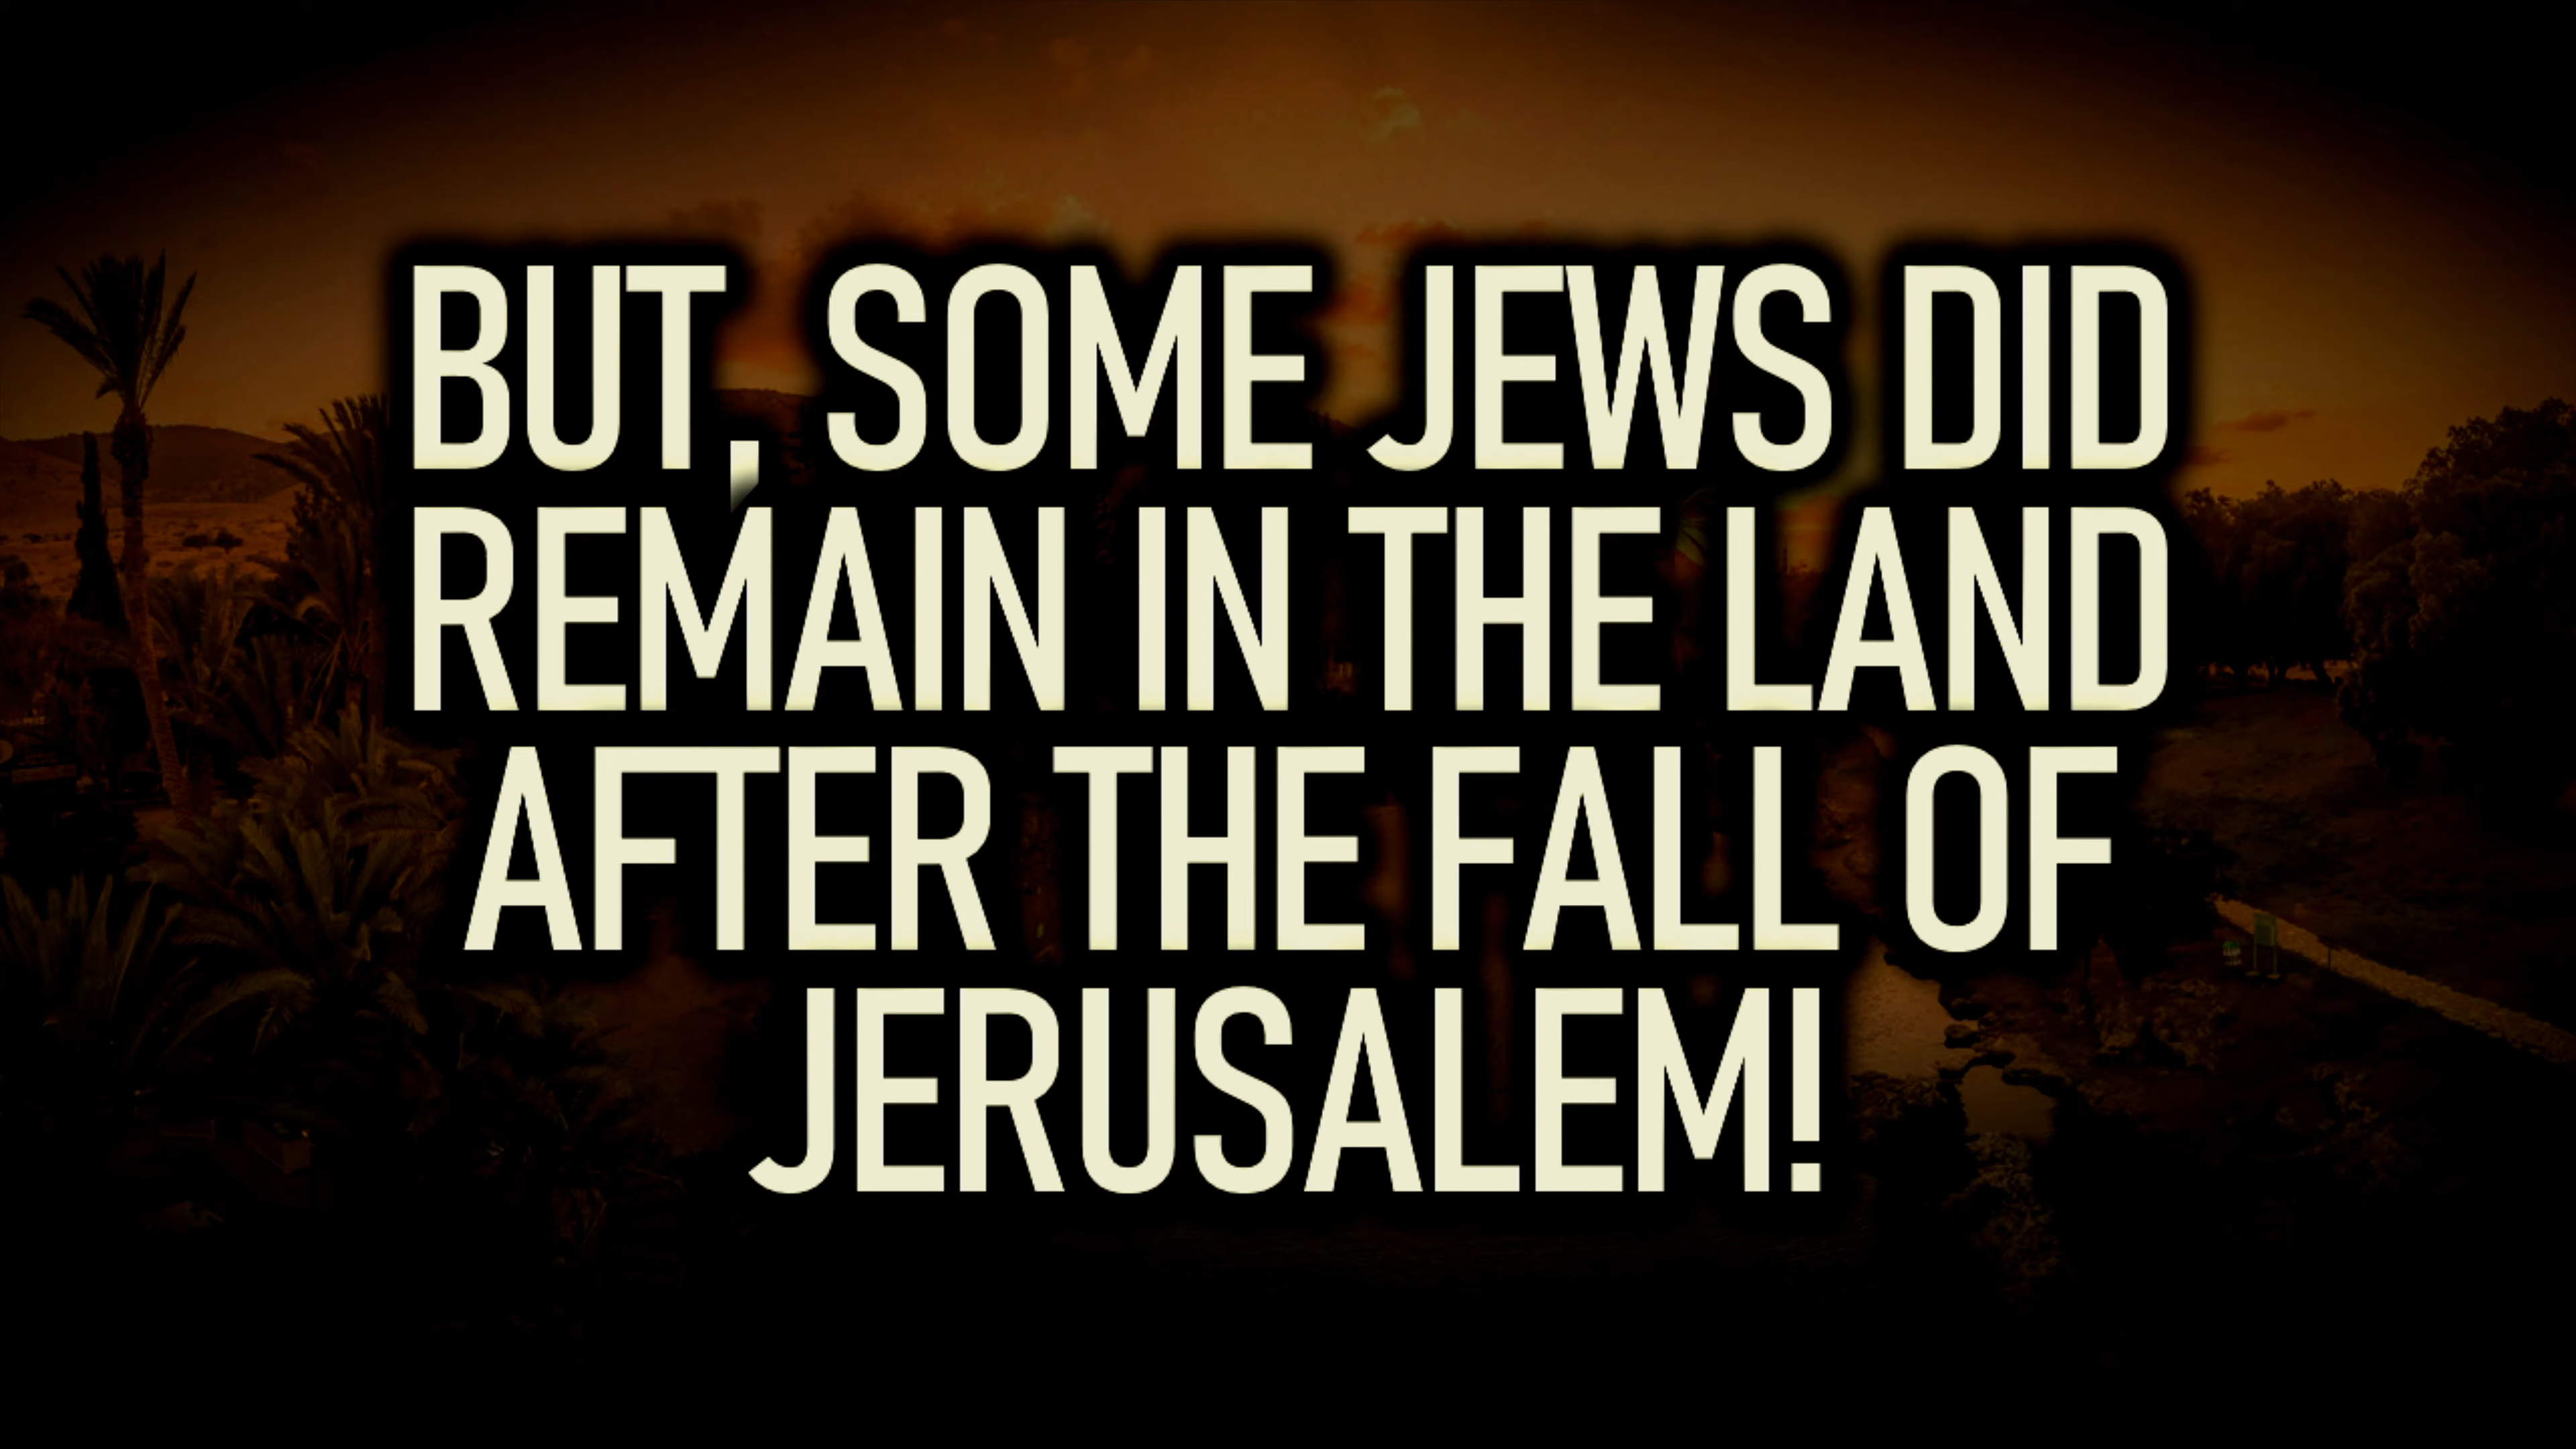 BUT, SOME JEWS DID
REMAIN IN THE LAND
AFTER THE FALL OF
JERUSALEM!